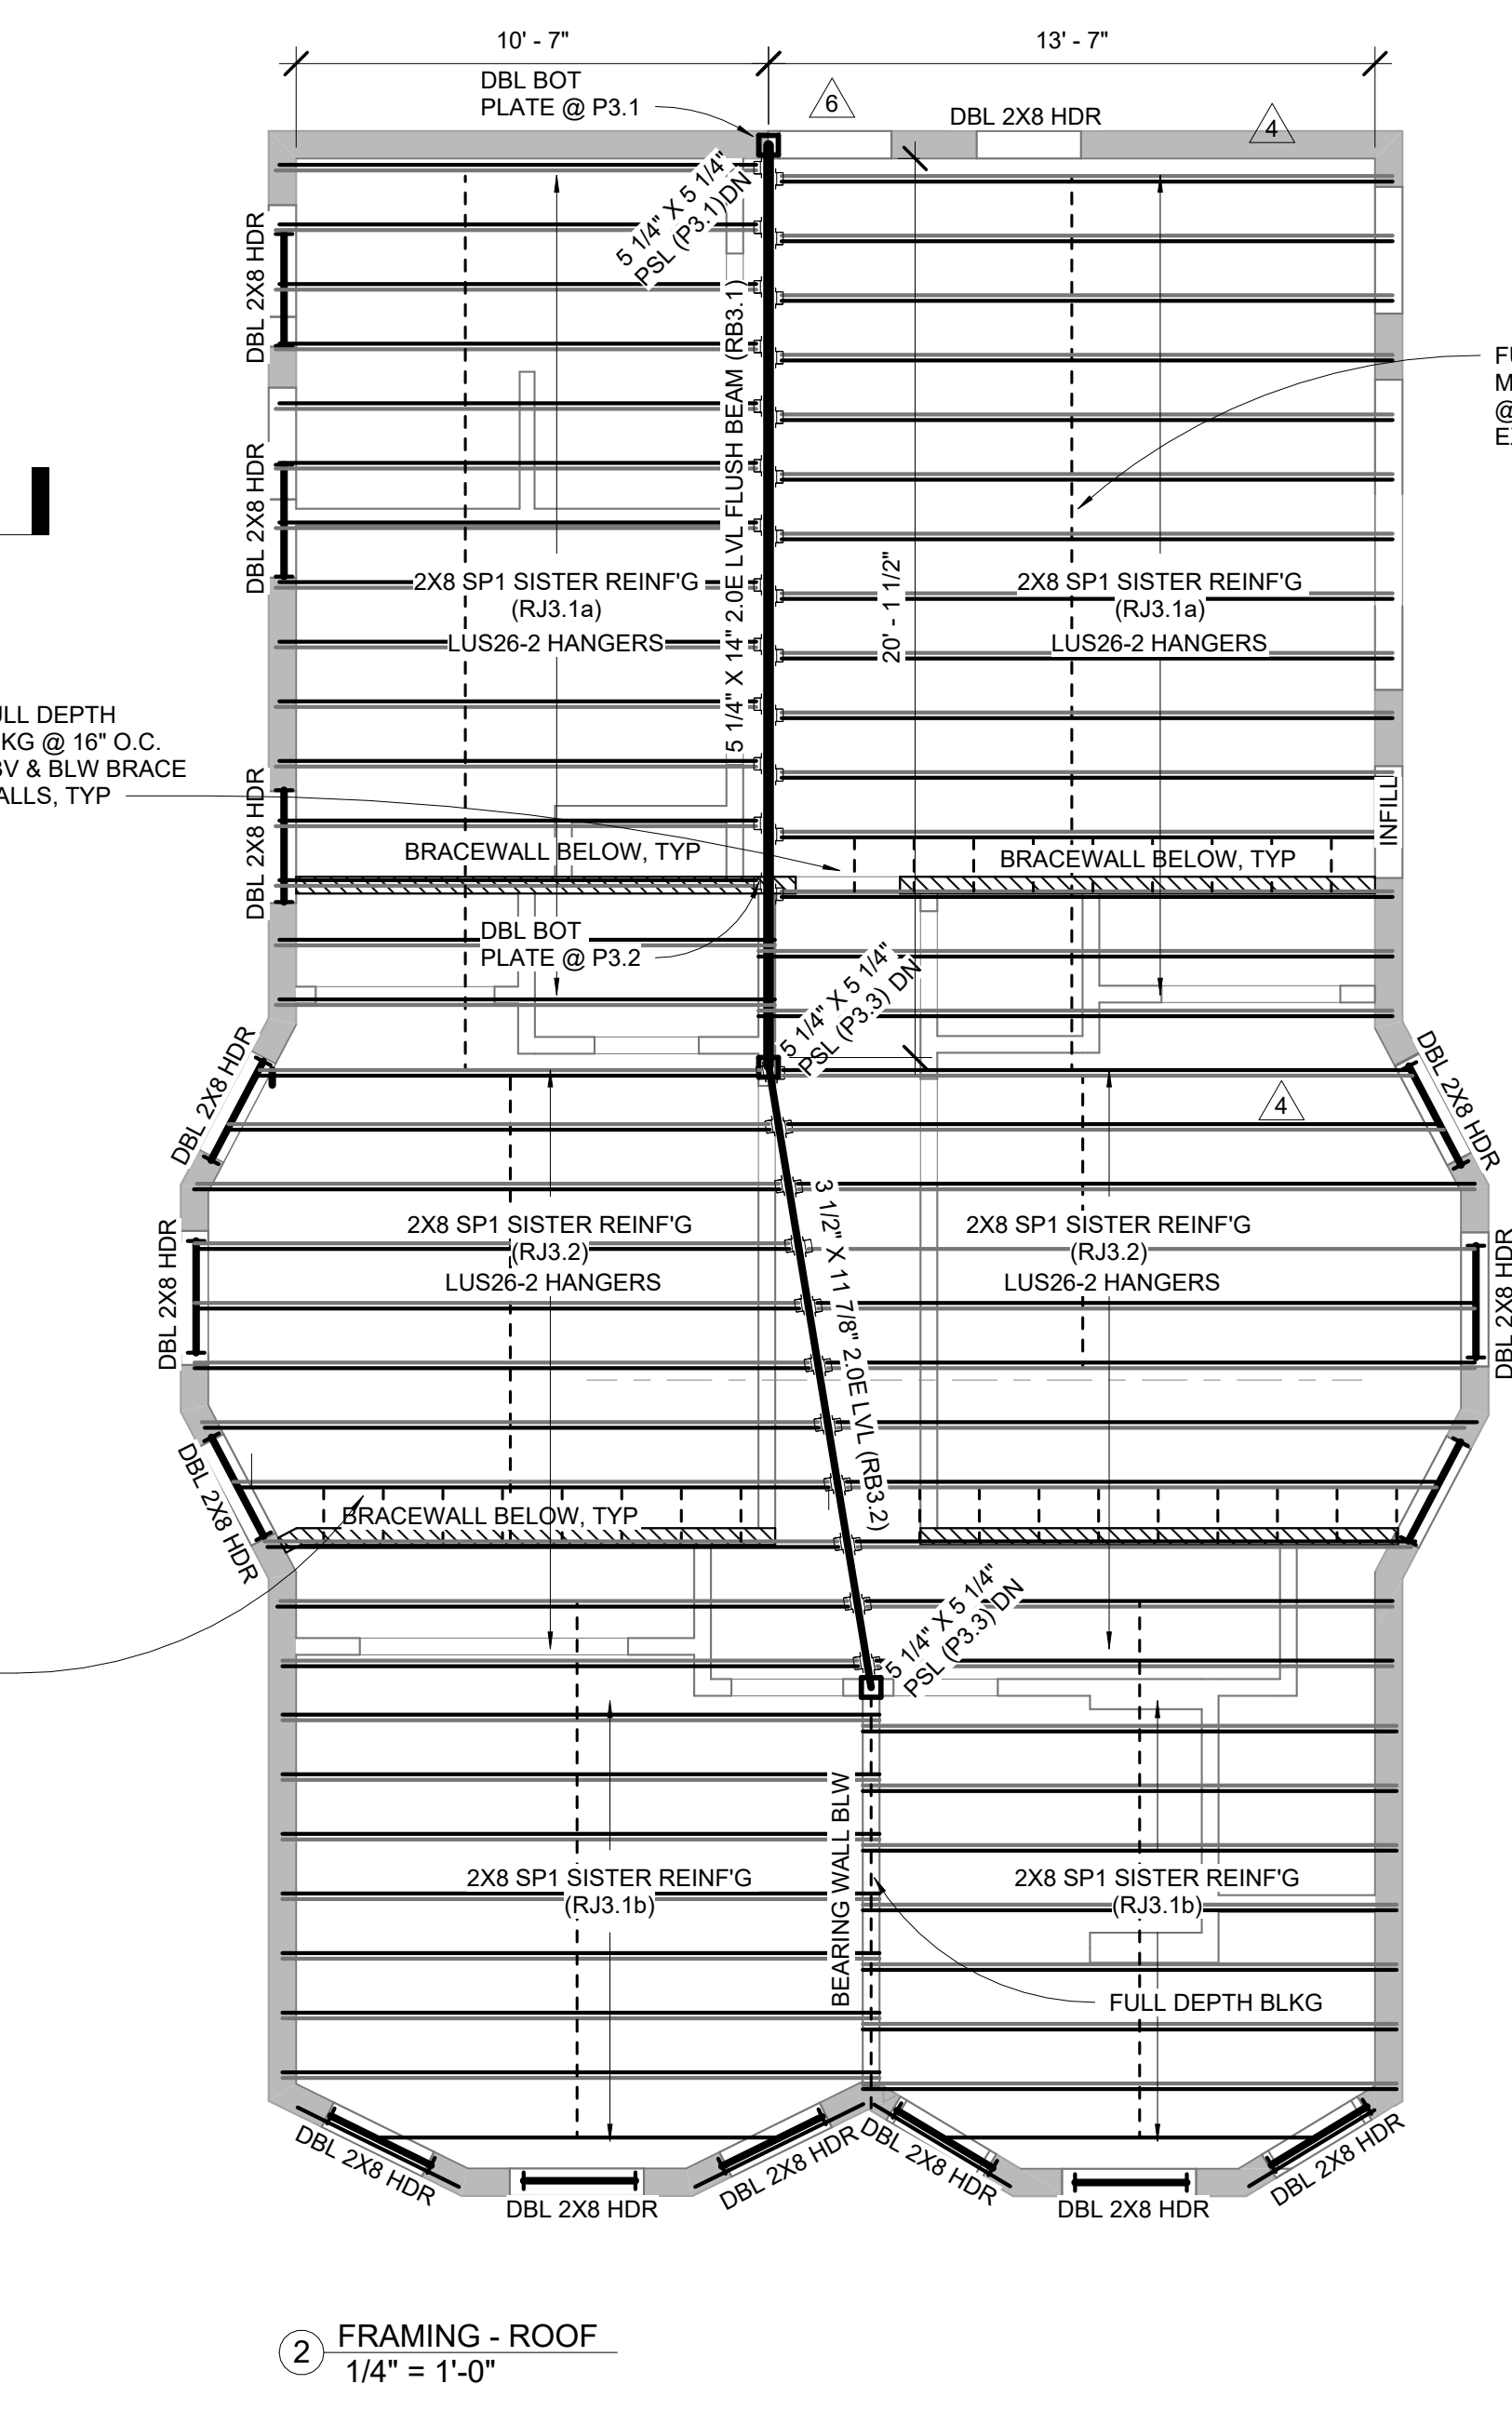 10' - 7"
13' - 7"
DBL BOT
PLATE @ P3.1
6
DBL 2X8 HDR
4
5 1/4" X 5 1/4"
PSL (P3.1)DN
DBL 2X8 HDR
5 1/4" X 14" 2.0E LVL FLUSH BEAM (RB3.1)
@
DBL 2X8 HDR
20' - 1 1/2"
2X8 SP1 SISTER REINF'G
(RJ3.1a)
LUS26-2 HANGERS
2X8 SP1 SISTER REINF'G
(RJ3.1a)
LUS26-2 HANGERS
DEPTH
@ 16" O.C.
& BLW BRACE
TYP
DBL 2X8 HDR
INFILL
BRACEWALL BELOW, TYP
BRACEWALL BELOW, TYP
DBL BOT
PLATE @ P3.2
5 1/4" X 5 1/4"
PSL (P3.3) DN
DBL 2X8 HDR
DBL 2X8 HDR
4
2X8 SP1 SISTER REINF'G
(RJ3.2)
LUS26-2 HANGERS
3 1/2" X 11 7/8" 2.0E LVL (RB3.2)
2X8 SP1 SISTER REINF'G
(RJ3.2)
LUS26-2 HANGERS
DBL 2X8 HDR
DBL 2X8 HDR
DBL 2X8 HDR
BRACEWALL BELOW, TYP
5 1/4" X 5 1/4"
PSL (P3.3) DN
BEARING WALL BLW
2X8 SP1 SISTER REINF'G
(RJ3.1b)
2X8 SP1 SISTER REINF'G
(RJ3.1b)
FULL DEPTH BLKG
DBL 2X8 HDR
DBL 2X8 HDR
DBL 2X8 HDR
DBL 2X8 HDR
DBL 2X8 HDR
DBL 2X8 HDR
2
FRAMING - ROOF
1/4" = 1'-0"